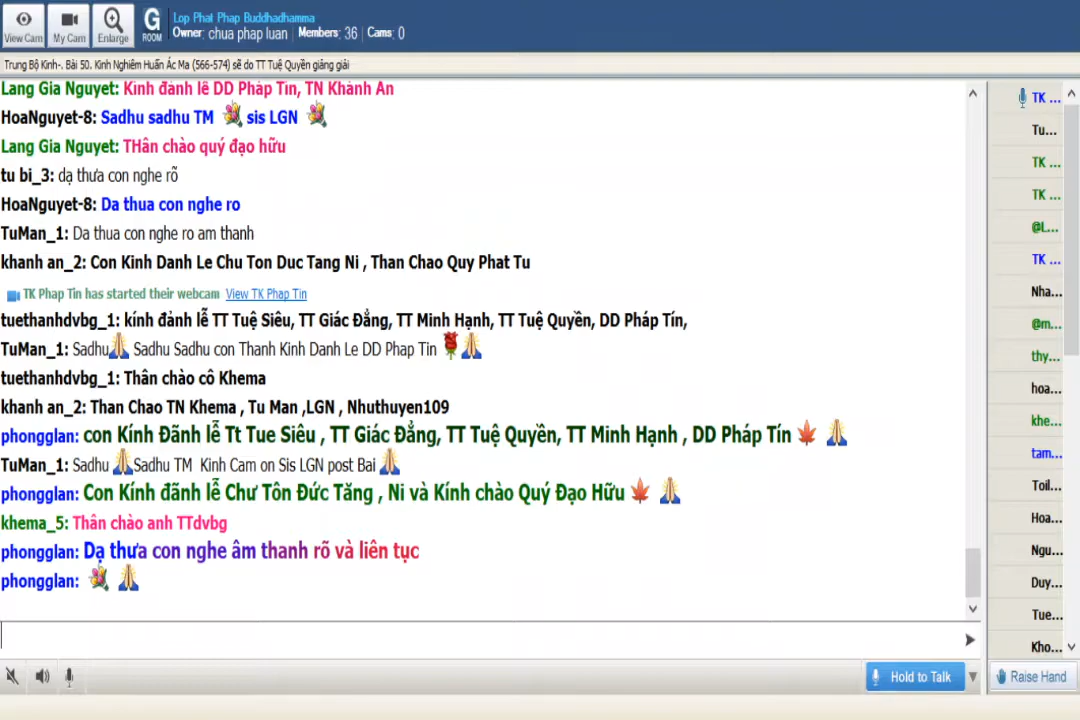 View Cam
My Cam
Enlarge
G
ROOM
Lop Phat Phap Buddhadhamma
Owner: chua phap luan | Members: 36 | Cams: 0
Trung Bộ Kinh-. Bài 50. Kinh Nghiêm Huấn Ác Ma (566-574) sẽ do TT Tuệ Quyền giảng giải
Lang Gia Nguyet: Kính đảnh lễ DD Pháp Tín, TN Khánh An
HoaNguyet-8: Sadhu sadhu TM sis LGN
Lang Gia Nguyet: THân chào quý đạo hữu
tu bi_3: dạ thưa con nghe rõ
HoaNguyet-8: Da thua con nghe ro
TuMan_1: Da thua con nghe ro am thanh
khanh an_2: Con Kinh Danh Le Chu Ton Duc Tang Ni , Than Chao Quy Phat Tu
TK Phap Tin has started their webcam View TK Phap Tin
tuethanhdvbg_1: kính đảnh lễ TT Tuệ Siêu, TT Giác Đẳng, TT Minh Hạnh, TT Tuệ Quyền, DD Pháp Tín,
TuMan_1: Sadhu Sadhu Sadhu con Thanh Kinh Danh Le DD Phap Tin
tuethanhdvbg_1: Thân chào cô Khema
khanh an_2: Than Chao TN Khema , Tu Man ,LGN , Nhuthuyen109
phongglan: con Kính Đãnh lễ Tt Tue Siêu , TT Giác Đẳng, TT Tuệ Quyền, TT Minh Hạnh , DD Pháp Tín
TuMan_1: Sadhu Sadhu TM Kinh Cam on Sis LGN post Bai
phongglan: Con Kính đãnh lễ Chư Tôn Đức Tăng , Ni và Kính chào Quý Đạo Hữu
khema_5: Thân chào anh TTdvbg
phongglan: Dạ thưa con nghe âm thanh rõ và liên tục
phongglan:
TK ...
Tu...
TK ...
TK ...
@L...
TK ...
Nha...
@m...
thy...
hoa...
khe...
tam...
Toil...
Hoa...
Ngu...
Duy...
Tue...
Kho...
Hold to Talk
Raise Hand